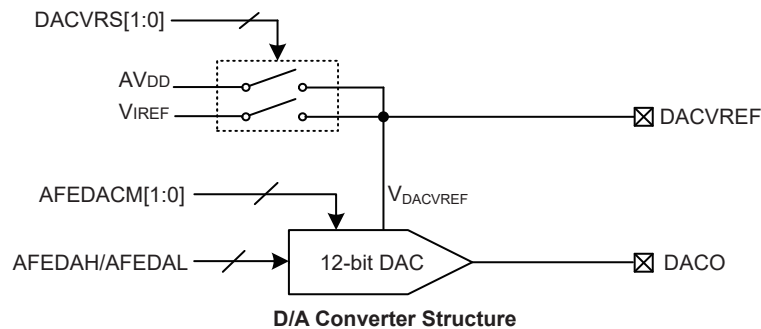 DACVRS[1:0]
AVDD
VIREF
DACVREF
AFEDACM[1:0]
VDACVREF
AFEDAH/AFEDAL
12-bit DAC
DACO
D/A Converter Structure